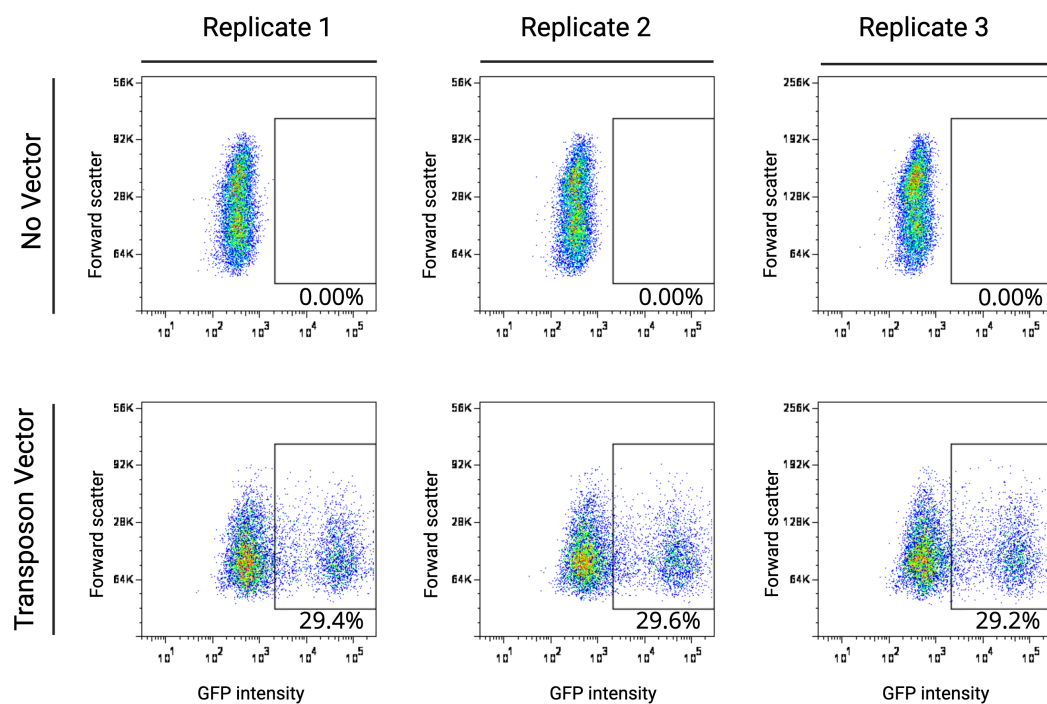 Replicate 1 Replicate 2 Replicate 3
No Vector
Forward scatter
56K
92K
28K
64K
0.00%
10¹ 10² 10³ 10⁴ 10⁵
Forward scatter
56K
92K
28K
64K
0.00%
10¹ 10² 10³ 10⁴ 10⁵
Forward scatter
256K
192K
128K
64K
0.00%
10¹ 10² 10³ 10⁴ 10⁵
Transposon Vector
Forward scatter
56K
92K
28K
64K
29.4%
10¹ 10² 10³ 10⁴ 10⁵
GFP intensity
Forward scatter
56K
92K
28K
64K
29.6%
10¹ 10² 10³ 10⁴ 10⁵
GFP intensity
Forward scatter
256K
192K
128K
64K
29.2%
10¹ 10² 10³ 10⁴ 10⁵
GFP intensity